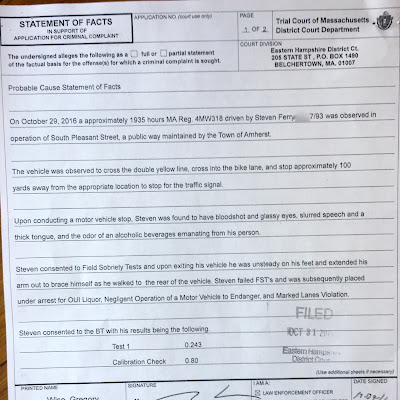 STATEMENT OF FACTS
IN SUPPORT OF
APPLICATION FOR CRIMINAL COMPLAINT
APPLICATION NO. (court use only)
PAGE
1 of 2
Trial Court of Massachusetts
District Court Department
The undersigned alleges the following as a full or partial statement
of the factual basis for the offense(s) for which a criminal complaint is sought.
COURT DIVISION
Eastern Hampshire District Ct.
205 STATE ST , P.O. BOX 1480
BELCHERTOWN, MA. 01007
Probable Cause Statement of Facts
On October 29, 2016 a approximately 1935 hours MA Reg. 4MW318 driven by Steven Ferry 7/93 was observed in
operation of South Pleasant Street, a public way maintained by the Town of Amherst.
The vehicle was observed to cross the double yellow line, cross into the bike lane, and stop approximately 100
yards away from the appropriate location to stop for the traffic signal.
Upon conducting a motor vehicle stop, Steven was found to have bloodshot and glassy eyes, slurred speech and a
thick tongue, and the odor of an alcoholic beverages emanating from his person.
Steven consented to Field Sobriety Tests and upon exiting his vehicle he was unsteady on his feet and extended his
arm out to brace himself as he walked to the rear of the vehicle. Steven failed FST's and was subsequently placed
under arrest for OUI Liquor, Negligent Operation of a Motor Vehicle to Endanger, and Marked Lanes Violation.
Steven consented to the BT with his results being the following
Test 1 0.243
Calibration Check 0.80
FILED
OCT 31
Eastern Hampshire
District Court
(Use additional sheets if necessary)
PRINTED NAME
SIGNATURE
I AM A:
DATE SIGNED
Wise, Gregory
LAW ENFORCEMENT OFFICER